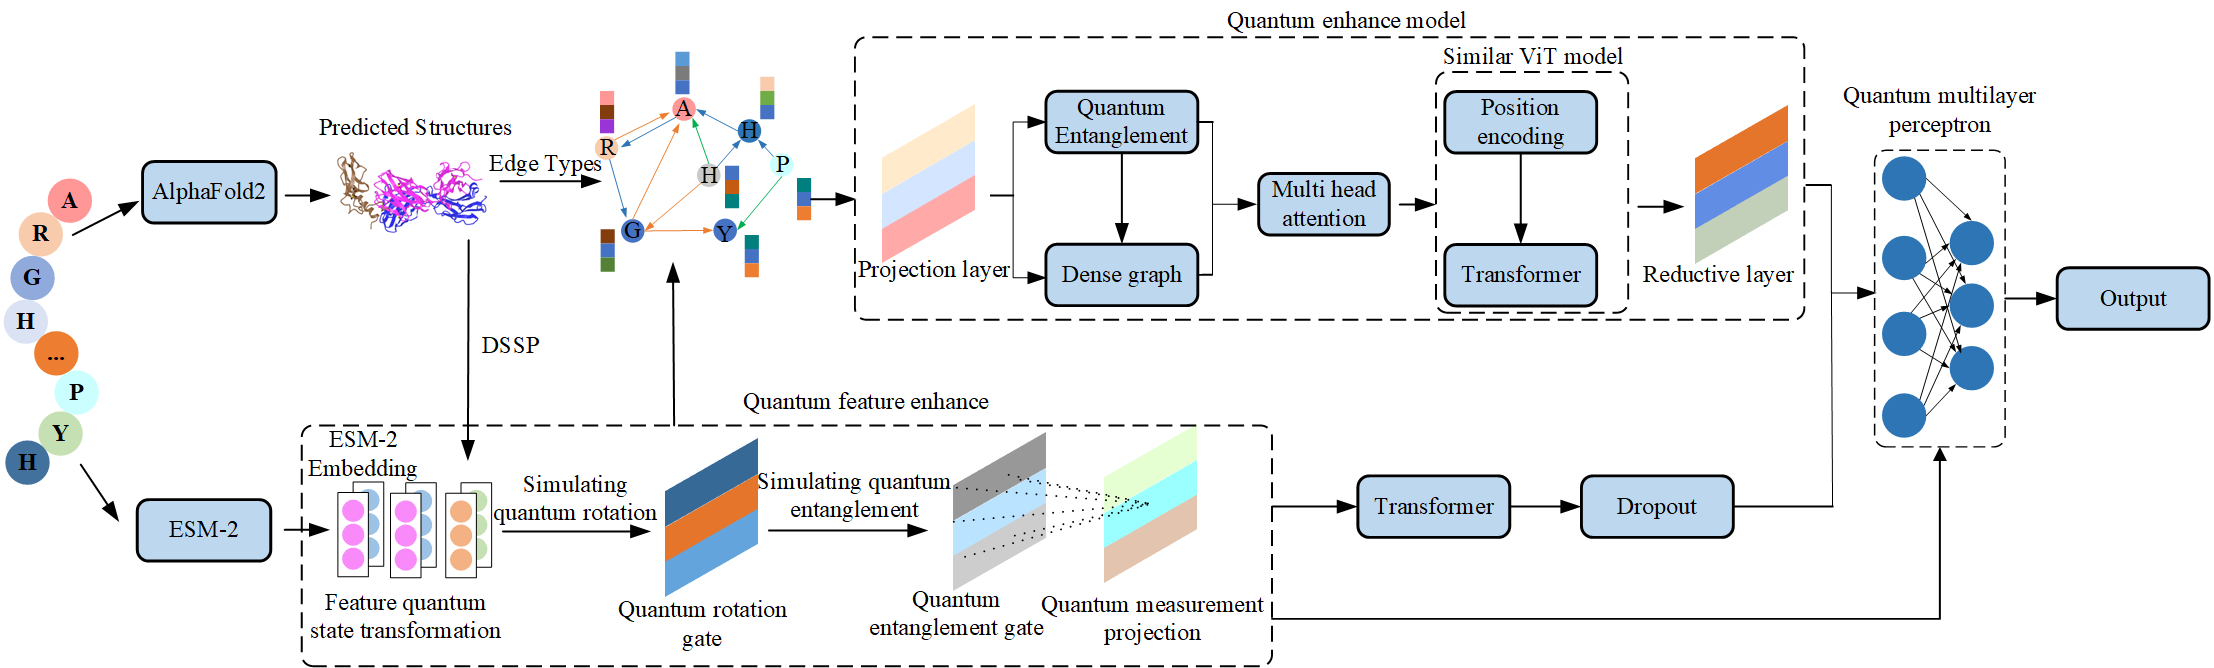 Quantum enhance model
Similar ViT model
Predicted Structures
Edge Types
AlphaFold2
A
R
G
H
...
P
Y
H
A
H
R
H
P
G
Y
Projection layer
Quantum
Entanglement
Dense graph
Multi head
attention
Position
encoding
Transformer
Reductive layer
Quantum multilayer
perceptron
Output
DSSP
Quantum feature enhance
ESM-2
ESM-2
Embedding
Feature quantum
state transformation
Simulating
quantum rotation
Quantum rotation
gate
Simulating quantum
entanglement
Quantum
entanglement gate
Quantum measurement
projection
Transformer
Dropout